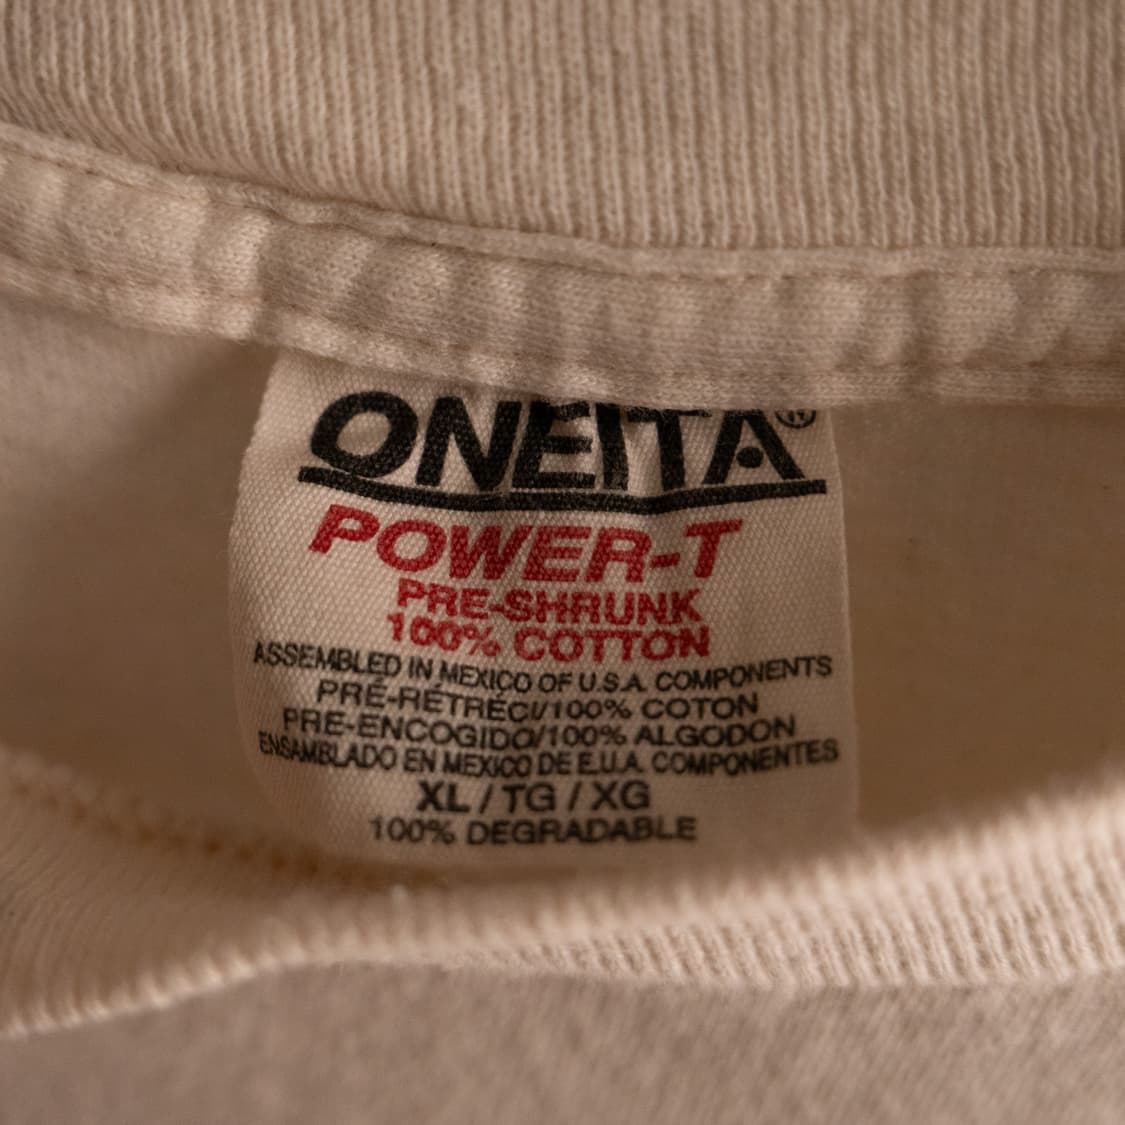 ONEITA®
POWER-T
PRE-SHRUNK
100% COTTON
ASSEMBLED IN MEXICO OF U.S.A. COMPONENTS
PRÉ-RÉTRÉCI/100% COTON
PRE-ENCOGIDO/100% ALGODON
ENSAMBLADO EN MEXICO DE E.U.A. COMPONENTES
XL / TG / XG
100% DEGRADABLE